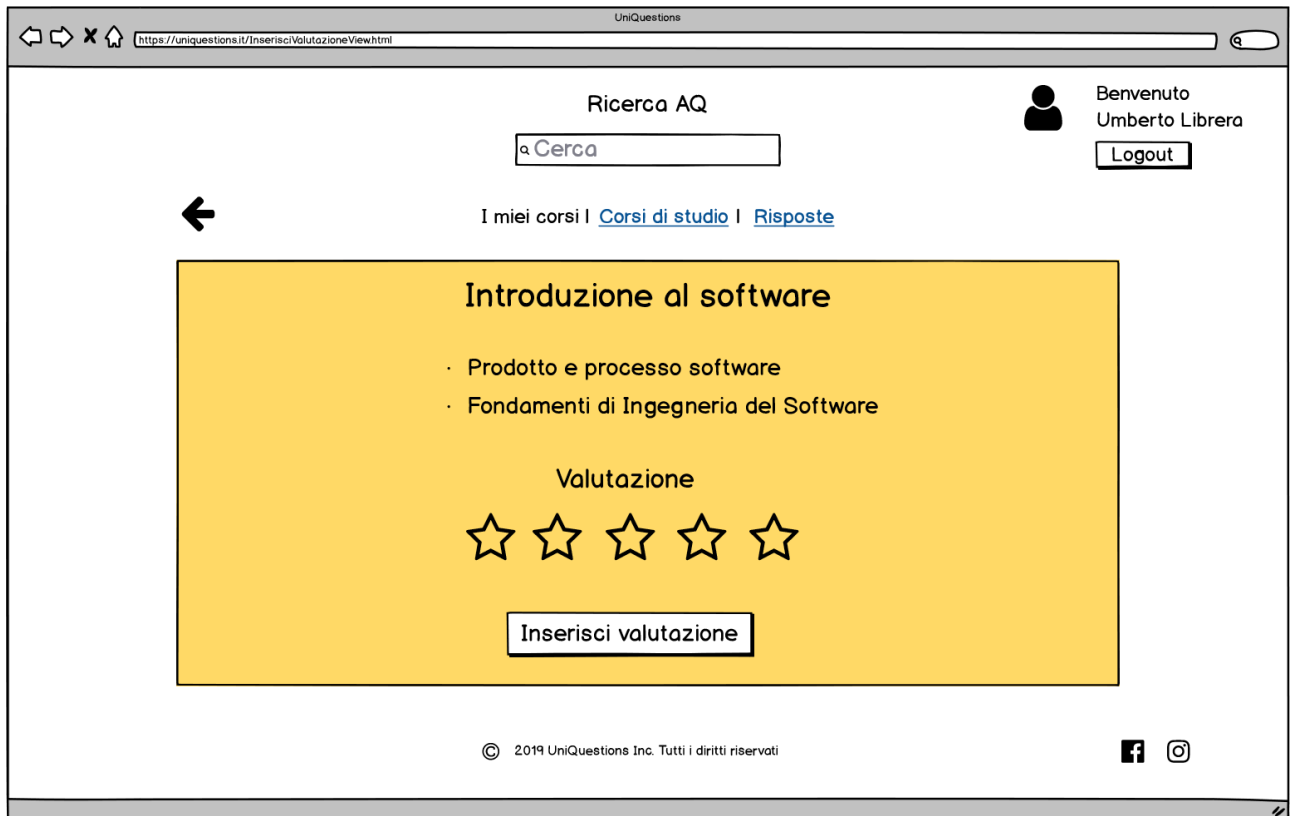 UniQuestions
https://uniquestions.it/InserisciValutazioneView.html
Ricerca AQ
Benvenuto
Umberto Librera
Cerca
Logout
I miei corsi | Corsi di studio | Risposte
Introduzione al software
· Prodotto e processo software
· Fondamenti di Ingegneria del Software
Valutazione
Inserisci valutazione
© 2019 UniQuestions Inc. Tutti i diritti riservati